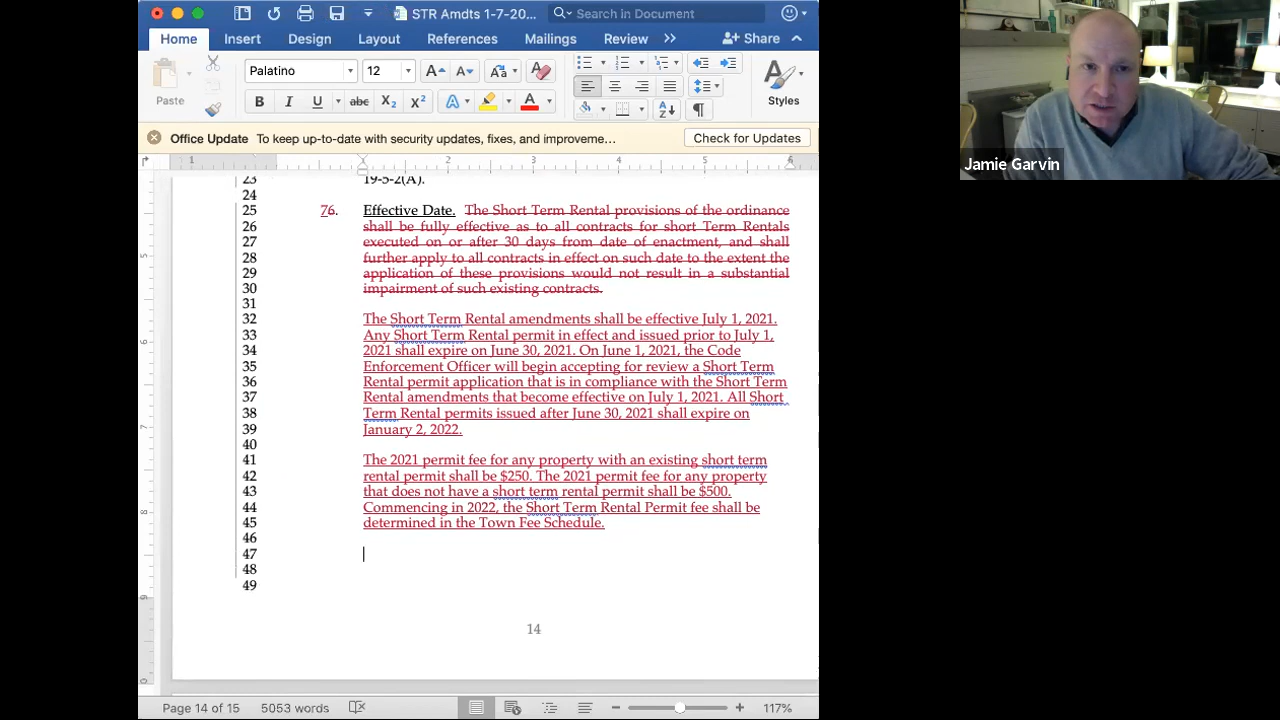 STR Amdts 1-7-20...
Search in Document
Home Insert Design Layout References Mailings Review >> Share
Palatino 12
Paste
Styles
Office Update To keep up-to-date with security updates, fixes, and improveme... Check for Updates
1 2 3 4 5 6
23 19-5-2(A).
24
25 76. Effective Date. The Short Term Rental provisions of the ordinance
26 shall be fully effective as to all contracts for short Term Rentals
27 executed on or after 30 days from date of enactment, and shall
28 further apply to all contracts in effect on such date to the extent the
29 application of these provisions would not result in a substantial
30 impairment of such existing contracts.
31
32 The Short Term Rental amendments shall be effective July 1, 2021.
33 Any Short Term Rental permit in effect and issued prior to July 1,
34 2021 shall expire on June 30, 2021. On June 1, 2021, the Code
35 Enforcement Officer will begin accepting for review a Short Term
36 Rental permit application that is in compliance with the Short Term
37 Rental amendments that become effective on July 1, 2021. All Short
38 Term Rental permits issued after June 30, 2021 shall expire on
39 January 2, 2022.
40
41 The 2021 permit fee for any property with an existing short term
42 rental permit shall be $250. The 2021 permit fee for any property
43 that does not have a short term rental permit shall be $500.
44 Commencing in 2022, the Short Term Rental Permit fee shall be
45 determined in the Town Fee Schedule.
46
47
48
49
14
Page 14 of 15 5053 words 117%
Jamie Garvin